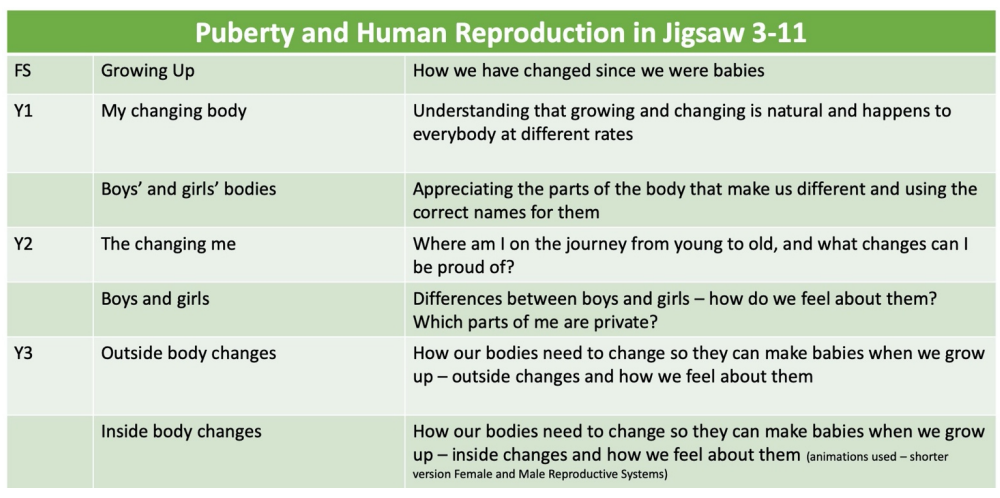 Puberty and Human Reproduction in Jigsaw 3-11
FS Growing Up How we have changed since we were babies
Y1 My changing body Understanding that growing and changing is natural and happens to
everybody at different rates
Boys’ and girls’ bodies Appreciating the parts of the body that make us different and using the
correct names for them
Y2 The changing me Where am I on the journey from young to old, and what changes can I
be proud of?
Boys and girls Differences between boys and girls – how do we feel about them?
Which parts of me are private?
Y3 Outside body changes How our bodies need to change so they can make babies when we grow
up – outside changes and how we feel about them
Inside body changes How our bodies need to change so they can make babies when we grow
up – inside changes and how we feel about them (animations used – shorter
version Female and Male Reproductive Systems)